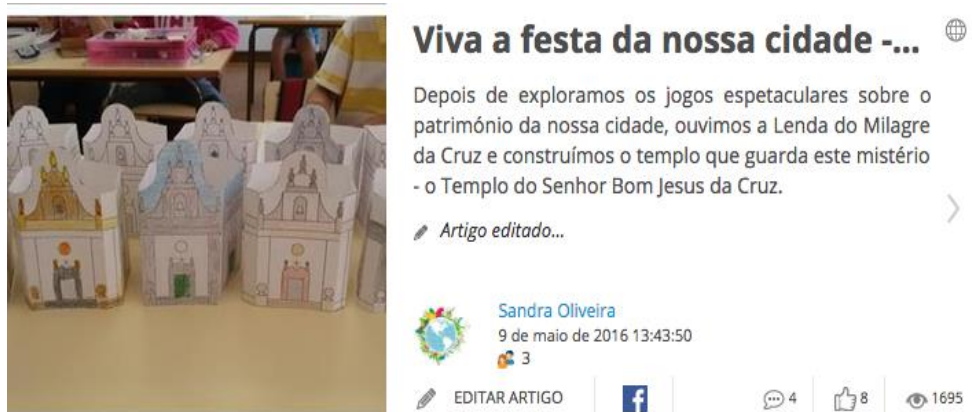 Viva a festa da nossa cidade -...
Depois de exploramos os jogos espetaculares sobre o
património da nossa cidade, ouvimos a Lenda do Milagre
da Cruz e construímos o templo que guarda este mistério
- o Templo do Senhor Bom Jesus da Cruz.
Artigo editado...
Sandra Oliveira
9 de maio de 2016 13:43:50
3
EDITAR ARTIGO
f
4
8
1695